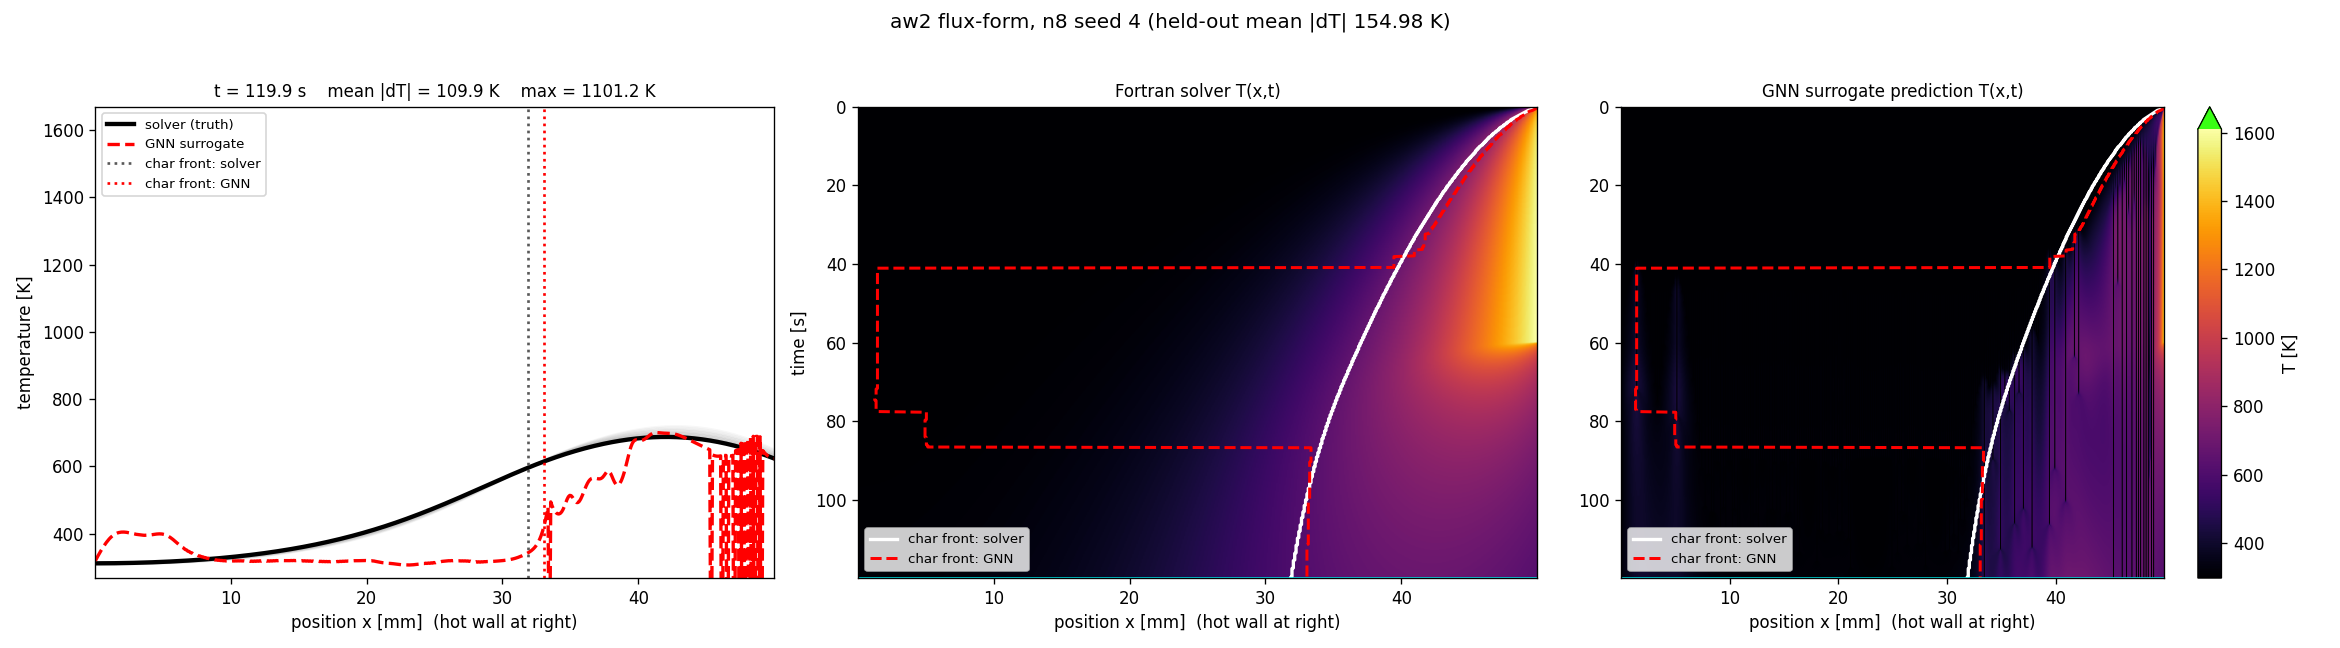 aw2 flux-form, n8 seed 4 (held-out mean |dT| 154.98 K)
t = 119.9 s    mean |dT| = 109.9 K    max = 1101.2 K
temperature [K]
1600
1400
1200
1000
800
600
400
solver (truth)
GNN surrogate
char front: solver
char front: GNN
10
20
30
40
position x [mm]  (hot wall at right)
Fortran solver T(x,t)
time [s]
0
20
40
60
80
100
char front: solver
char front: GNN
10
20
30
40
position x [mm]  (hot wall at right)
GNN surrogate prediction T(x,t)
0
20
40
60
80
100
char front: solver
char front: GNN
10
20
30
40
position x [mm]  (hot wall at right)
1600
1400
1200
1000
800
600
400
T [K]